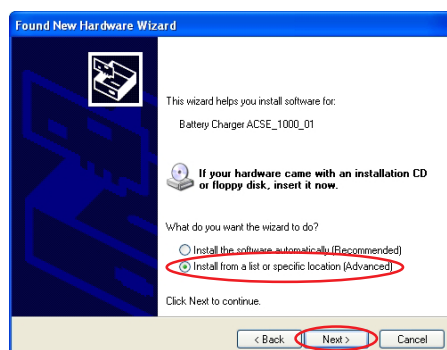 Found New Hardware Wizard
This wizard helps you install software for:
Battery Charger ACSE_1000_01
If your hardware came with an installation CD
or floppy disk, insert it now.
What do you want the wizard to do?
Install the software automatically (Recommended)
Install from a list or specific location (Advanced)
Click Next to continue.
< Back
Next >
Cancel